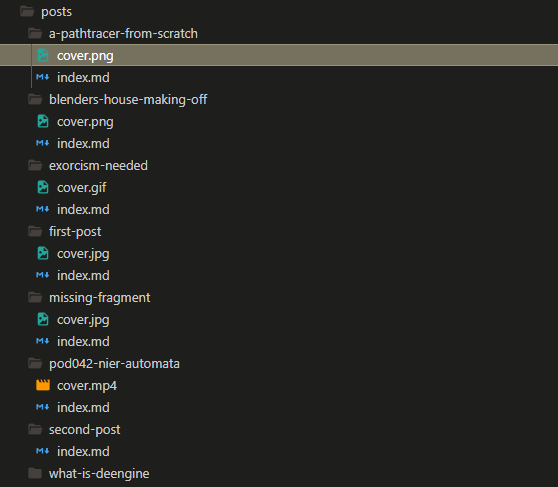 posts
a-pathtracer-from-scratch
cover.png
index.md
blenders-house-making-off
cover.png
index.md
exorcism-needed
cover.gif
index.md
first-post
cover.jpg
index.md
missing-fragment
cover.jpg
index.md
pod042-nier-automata
cover.mp4
index.md
second-post
index.md
what-is-deengine